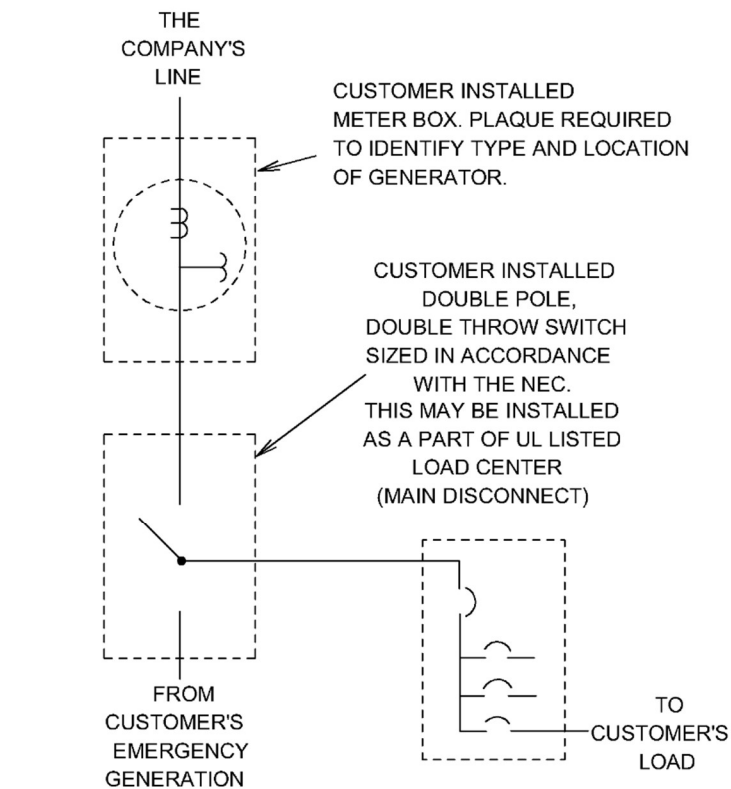 THE
COMPANY'S
LINE
CUSTOMER INSTALLED
METER BOX. PLAQUE REQUIRED
TO IDENTIFY TYPE AND LOCATION
OF GENERATOR.
CUSTOMER INSTALLED
DOUBLE POLE,
DOUBLE THROW SWITCH
SIZED IN ACCORDANCE
WITH THE NEC.
THIS MAY BE INSTALLED
AS A PART OF UL LISTED
LOAD CENTER
(MAIN DISCONNECT)
FROM
CUSTOMER'S
EMERGENCY
GENERATION
TO
CUSTOMER'S
LOAD